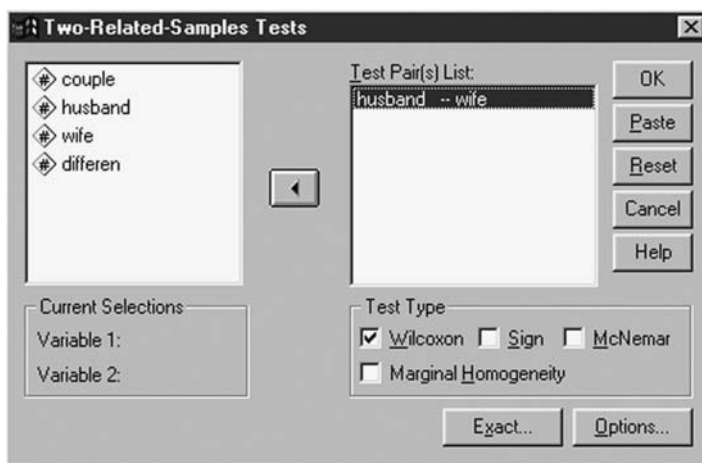 Two-Related-Samples Tests
couple
husband
wife
differen
Test Pair(s) List:
husband -- wife
OK
Paste
Reset
Cancel
Help
Current Selections
Variable 1:
Variable 2:
Test Type
Wilcoxon Sign McNemar
Marginal Homogeneity
Exact... Options...